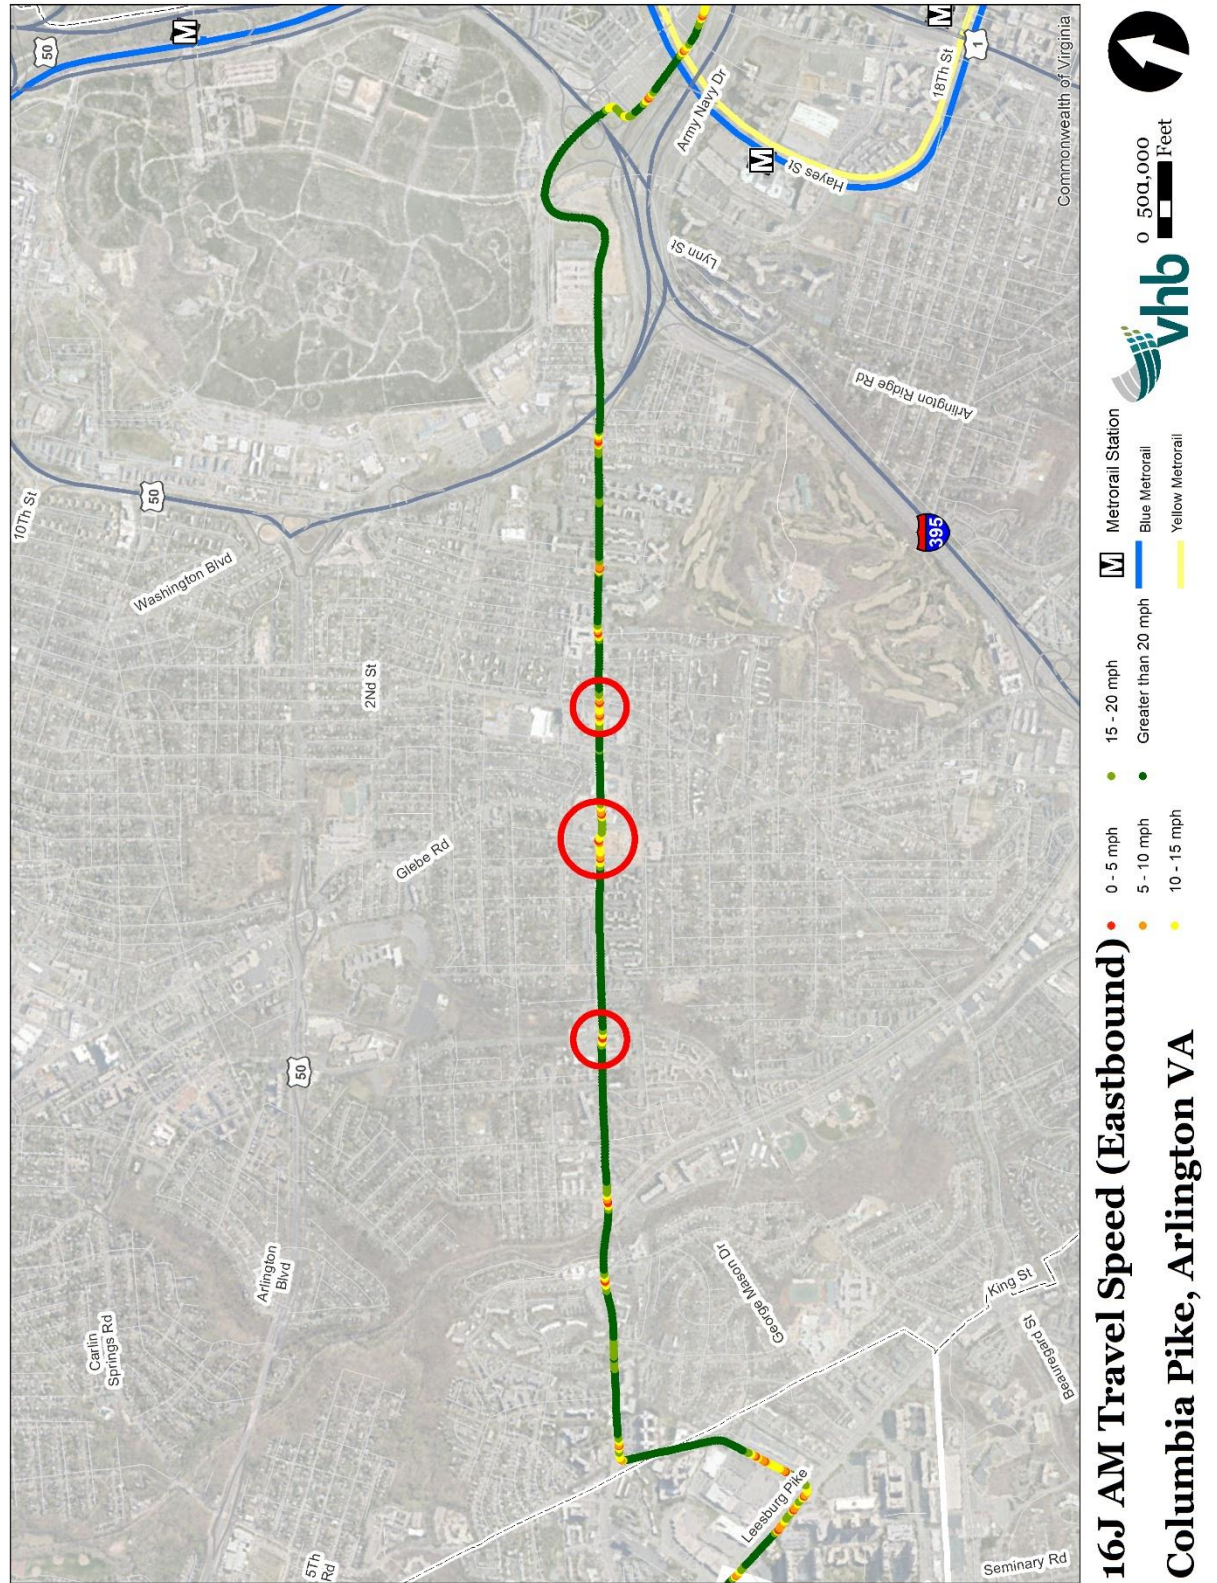 50
M
M
1
18Th St
Army Navy Dr
M
Hayes St
Commonwealth of Virginia
Lynn St
Arlington Ridge Rd
10Th St
50
Washington Blvd
395
2Nd St
Glebe Rd
50
Arlington
Blvd
Carlin
Springs Rd
George Mason Dr
King St
Beauregard St
Leesburg Pike
5Th
Rd
Seminary Rd
16J AM Travel Speed (Eastbound)
Columbia Pike, Arlington VA
0 - 5 mph
5 - 10 mph
10 - 15 mph
15 - 20 mph
Greater than 20 mph
M Metrorail Station
Blue Metrorail
Yellow Metrorail
vhb
Feet